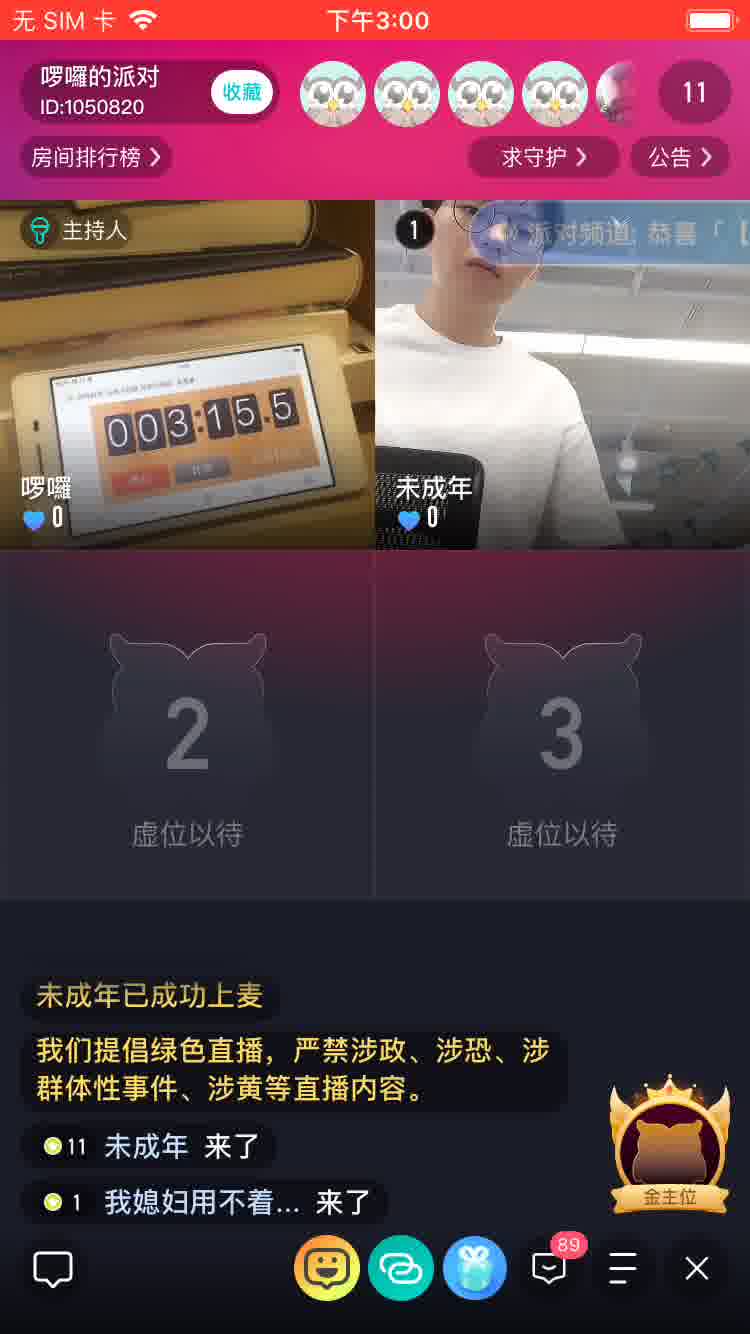 无 SIM 卡
下午3:00
啰囉的派对
ID:1050820
收藏
11
房间排行榜
求守护
公告
主持人
1
派对频道: 恭喜「
003:15.5
啰囉
0
未成年
0
2
虚位以待
3
虚位以待
未成年已成功上麦
我们提倡绿色直播，严禁涉政、涉恐、涉
群体性事件、涉黄等直播内容。
11 未成年 来了
1 我媳妇用不着... 来了
金主位
89